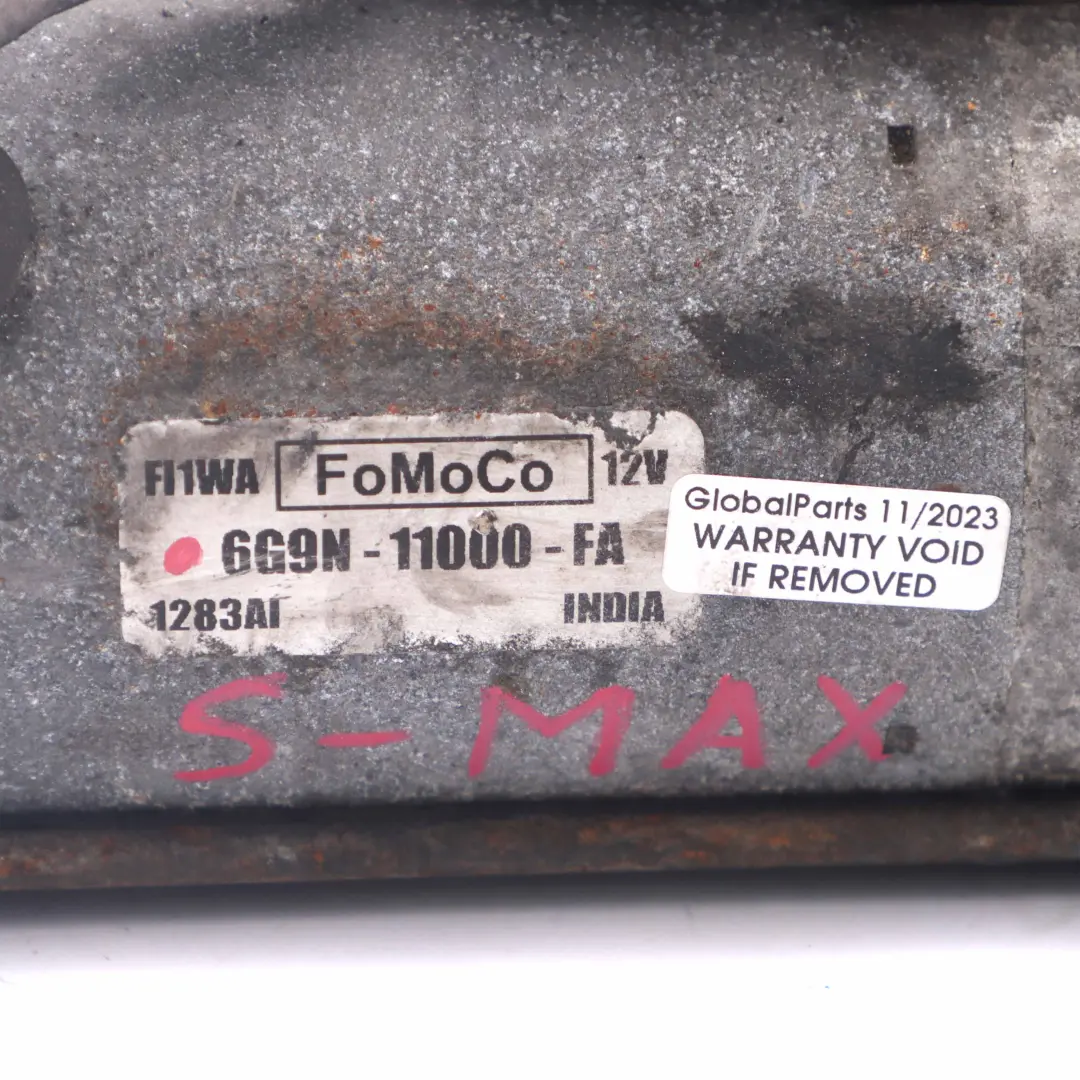 FI1WA FoMoCo 12V
6G9N-11000-FA
1283AI INDIA
GlobalParts 11/2023
WARRANTY VOID
IF REMOVED
S-MAX